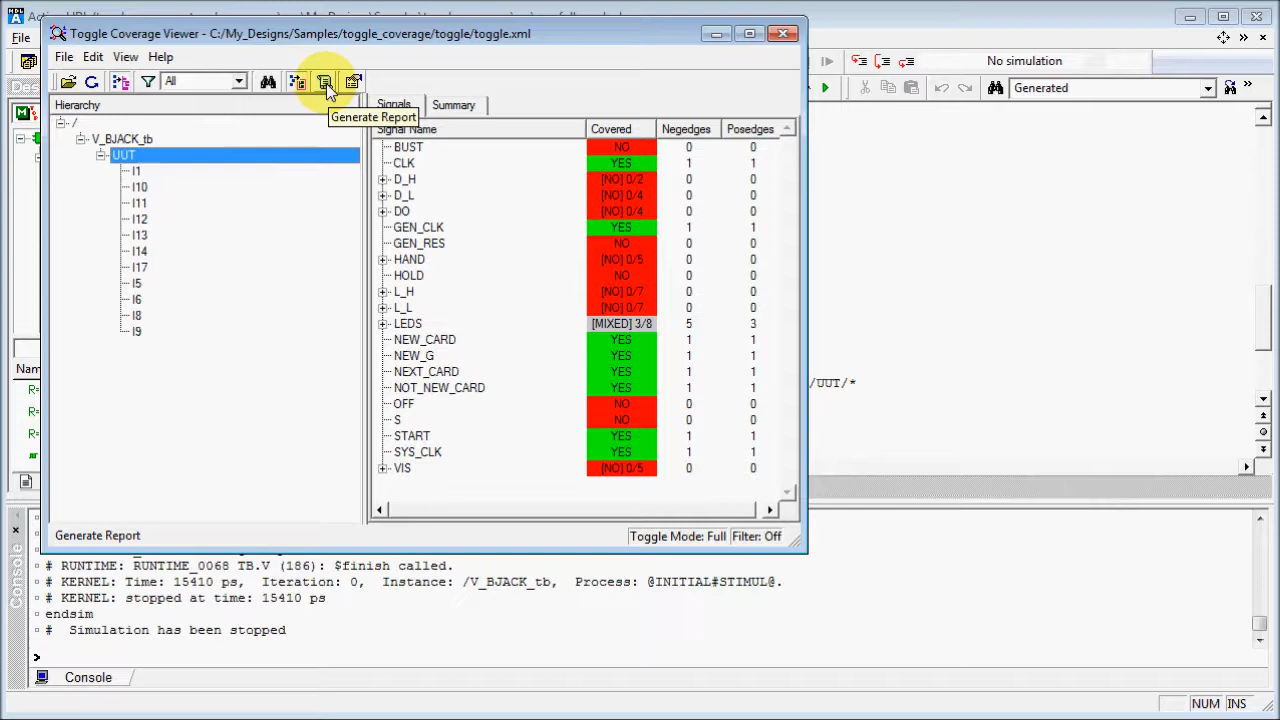 Toggle Coverage Viewer - C:/My_Designs/Samples/toggle_coverage/toggle/toggle.xml
File Edit View Help
All
Hierarchy
/
V_BJACK_tb
UUT
I1
I10
I11
I12
I13
I14
I17
I5
I6
I8
I9
Generate Report
Signals Summary
Signal Name Covered Negedges Posedges
BUST NO 0 0
CLK YES 1 1
D_H [NO] 0/2 0 0
D_L [NO] 0/4 0 0
DO [NO] 0/4 0 0
GEN_CLK YES 1 1
GEN_RES NO 0 0
HAND [NO] 0/5 0 0
HOLD NO 0 0
L_H [NO] 0/7 0 0
L_L [NO] 0/7 0 0
LEDS [MIXED] 3/8 5 3
NEW_CARD YES 1 1
NEW_G YES 1 1
NEXT_CARD YES 1 1
NOT_NEW_CARD YES 1 1
OFF NO 0 0
S NO 0 0
START YES 1 1
SYS_CLK YES 1 1
VIS [NO] 0/5 0 0
Generate Report Toggle Mode: Full Filter: Off
File
No simulation
Generated
/UUT/*
# RUNTIME: RUNTIME_0068 TB.V (186): $finish called.
# KERNEL: Time: 15410 ps, Iteration: 0, Instance: /V_BJACK_tb, Process: @INITIAL#STIMUL@.
# KERNEL: stopped at time: 15410 ps
endsim
# Simulation has been stopped
>
Console
Console
NUM INS